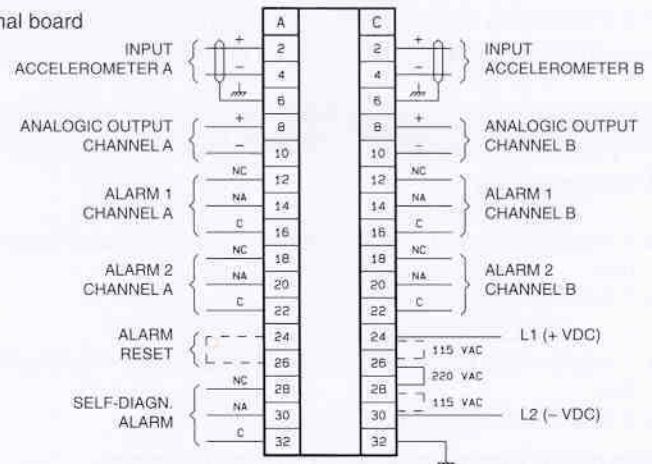 nal board
A C
INPUT
ACCELEROMETER A
+ 2 2 +
INPUT
ACCELEROMETER B
– 4 4 –
6 6
ANALOGIC OUTPUT
CHANNEL A
+ 8 8 +
ANALOGIC OUTPUT
CHANNEL B
– 10 10 –
NC 12 12 NC
ALARM 1
CHANNEL A
NA 14 14 NA
ALARM 1
CHANNEL B
C 16 16 C
NC 18 18 NC
ALARM 2
CHANNEL A
NA 20 20 NA
ALARM 2
CHANNEL B
C 22 22 C
ALARM
RESET
24 24 L1 (+ VDC)
115 VAC
26 26
220 VAC
NC 28 28
115 VAC
SELF-DIAGN.
ALARM
NA 30 30 L2 (– VDC)
C 32 32